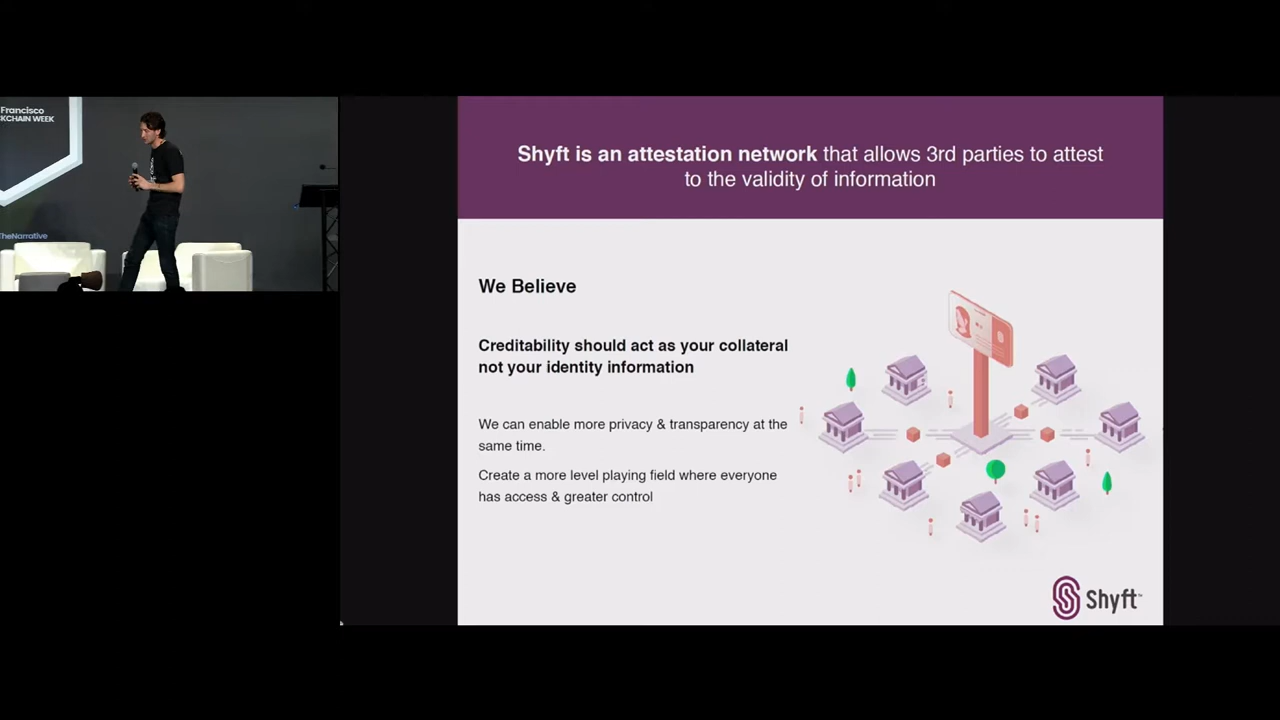 Francisco
CKCHAIN WEEK
TheNarrative
Shyft is an attestation network that allows 3rd parties to attest
to the validity of information
We Believe
Creditability should act as your collateral
not your identity information
We can enable more privacy & transparency at the
same time.
Create a more level playing field where everyone
has access & greater control
Shyft™